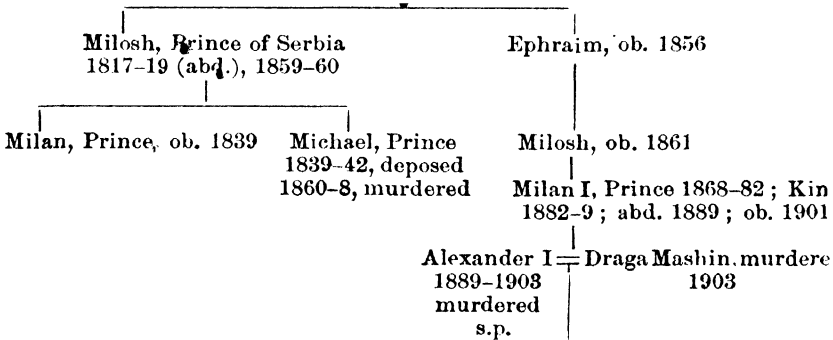 Milosh, Prince of Serbia
1817–19 (abd.), 1859–60
Ephraim, ob. 1856
Milan, Prince, ob. 1839
Michael, Prince
1839–42, deposed
1860–8, murdered
Milosh, ob. 1861
Milan I, Prince 1868–82 ; Kin
1882–9 ; abd. 1889 ; ob. 1901
Alexander I = Draga Mashin, murdere
1889–1903
murdered
s.p.
1903